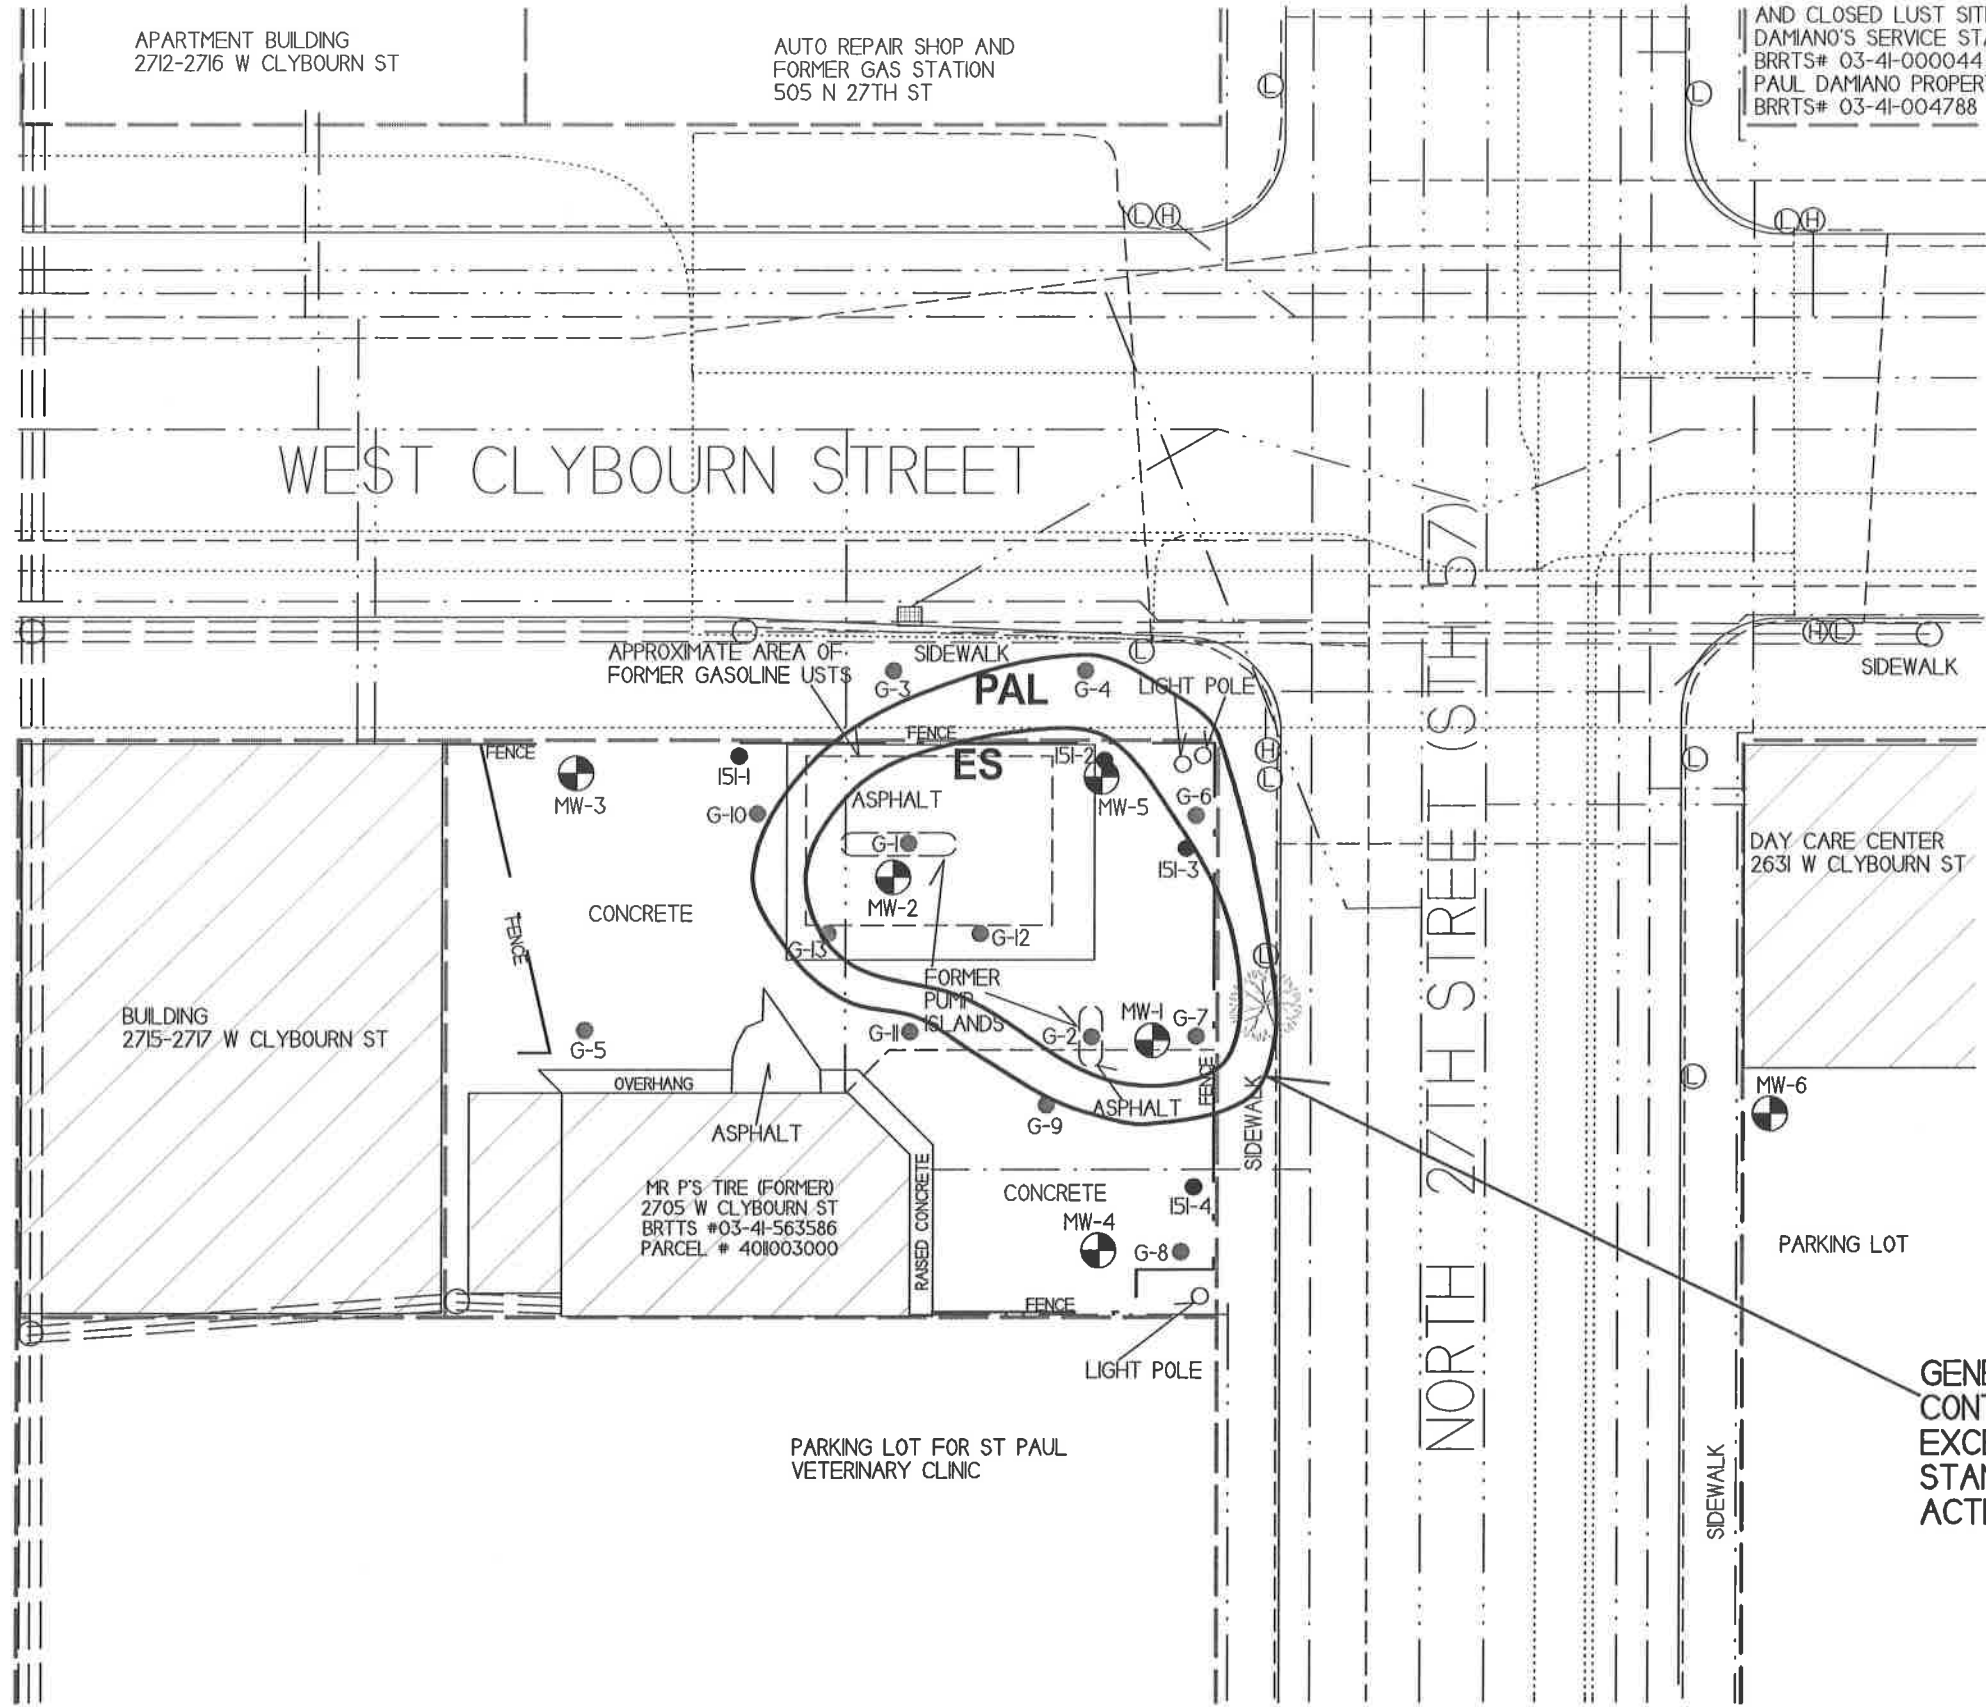 APARTMENT BUILDING
2712-2716 W CLYBOURN ST
AUTO REPAIR SHOP AND
FORMER GAS STATION
505 N 27TH ST
AND CLOSED LUST SIT
DAMIANO'S SERVICE STA
BRRTS# 03-41-000044
PAUL DAMIANO PROPER
BRRTS# 03-41-004788
L
L
L H
L H
WEST CLYBOURN STREET
NORTH 27TH STREET (STH 57)
APPROXIMATE AREA OF
FORMER GASOLINE USTS
SIDEWALK
L
H L
SIDEWALK
G-3
PAL
G-4
LIGHT POLE
FENCE
FENCE
ES
151-1
151-2
H
L
L
MW-3
MW-5
ASPHALT
G-6
G-10
G-1
151-3
DAY CARE CENTER
2631 W CLYBOURN ST
MW-2
CONCRETE
FENCE
G-13
G-12
L
FORMER
PUMP
ISLANDS
BUILDING
2715-2717 W CLYBOURN ST
G-5
G-11
G-2
MW-1
G-7
OVERHANG
FENCE
SIDEWALK
L
MW-6
ASPHALT
G-9
ASPHALT
MR P'S TIRE (FORMER)
2705 W CLYBOURN ST
BRTTS #03-41-563586
PARCEL # 4011003000
RAISED CONCRETE
CONCRETE
151-4
MW-4
G-8
PARKING LOT
FENCE
LIGHT POLE
PARKING LOT FOR ST PAUL
VETERINARY CLINIC
SIDEWALK
GENE
CONT
EXCE
STAN
ACTI